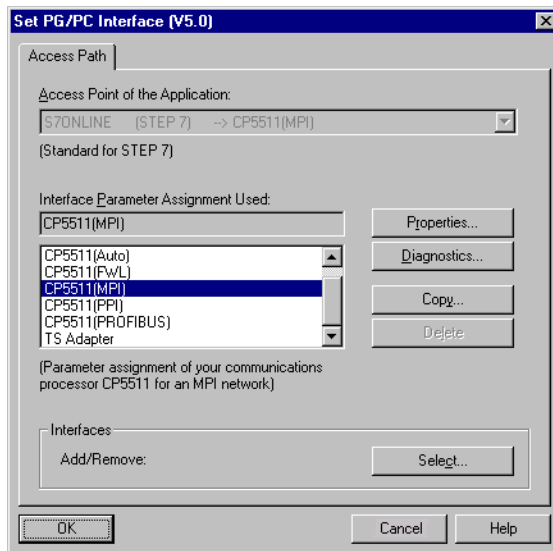 Set PG/PC Interface (V5.0)
Access Path
Access Point of the Application:
S7ONLINE (STEP 7) --> CP5511(MPI)
(Standard for STEP 7)
Interface Parameter Assignment Used:
CP5511(MPI)
Properties...
CP5511(Auto)
CP5511(FWL)
CP5511(MPI)
CP5511(PPI)
CP5511(PROFIBUS)
TS Adapter
Diagnostics...
Copy...
Delete
(Parameter assignment of your communications
processor CP5511 for an MPI network)
Interfaces
Add/Remove:
Select...
OK
Cancel
Help